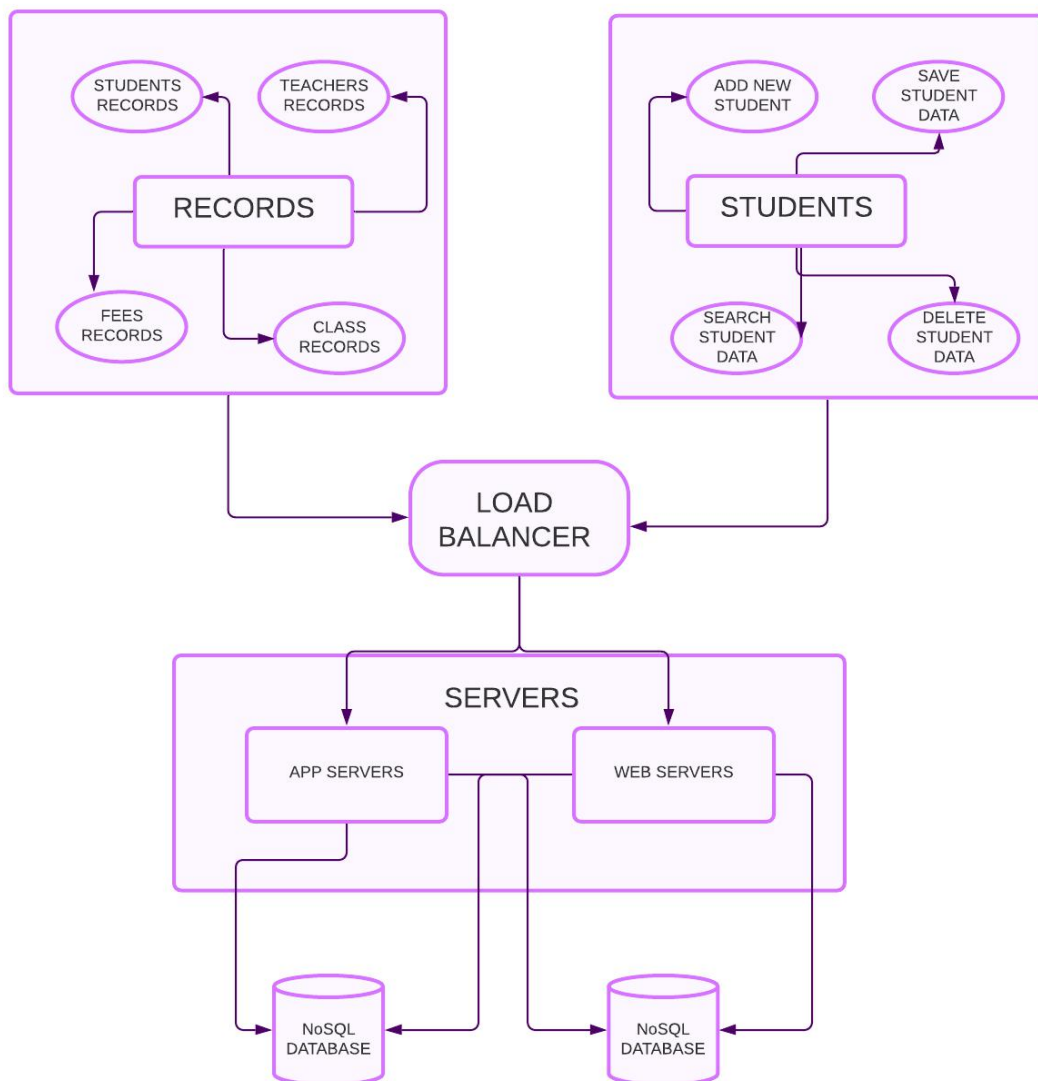 STUDENTS
RECORDS
TEACHERS
RECORDS
RECORDS
FEES
RECORDS
CLASS
RECORDS
ADD NEW
STUDENT
SAVE
STUDENT
DATA
STUDENTS
SEARCH
STUDENT
DATA
DELETE
STUDENT
DATA
LOAD
BALANCER
SERVERS
APP SERVERS
WEB SERVERS
NoSQL
DATABASE
NoSQL
DATABASE